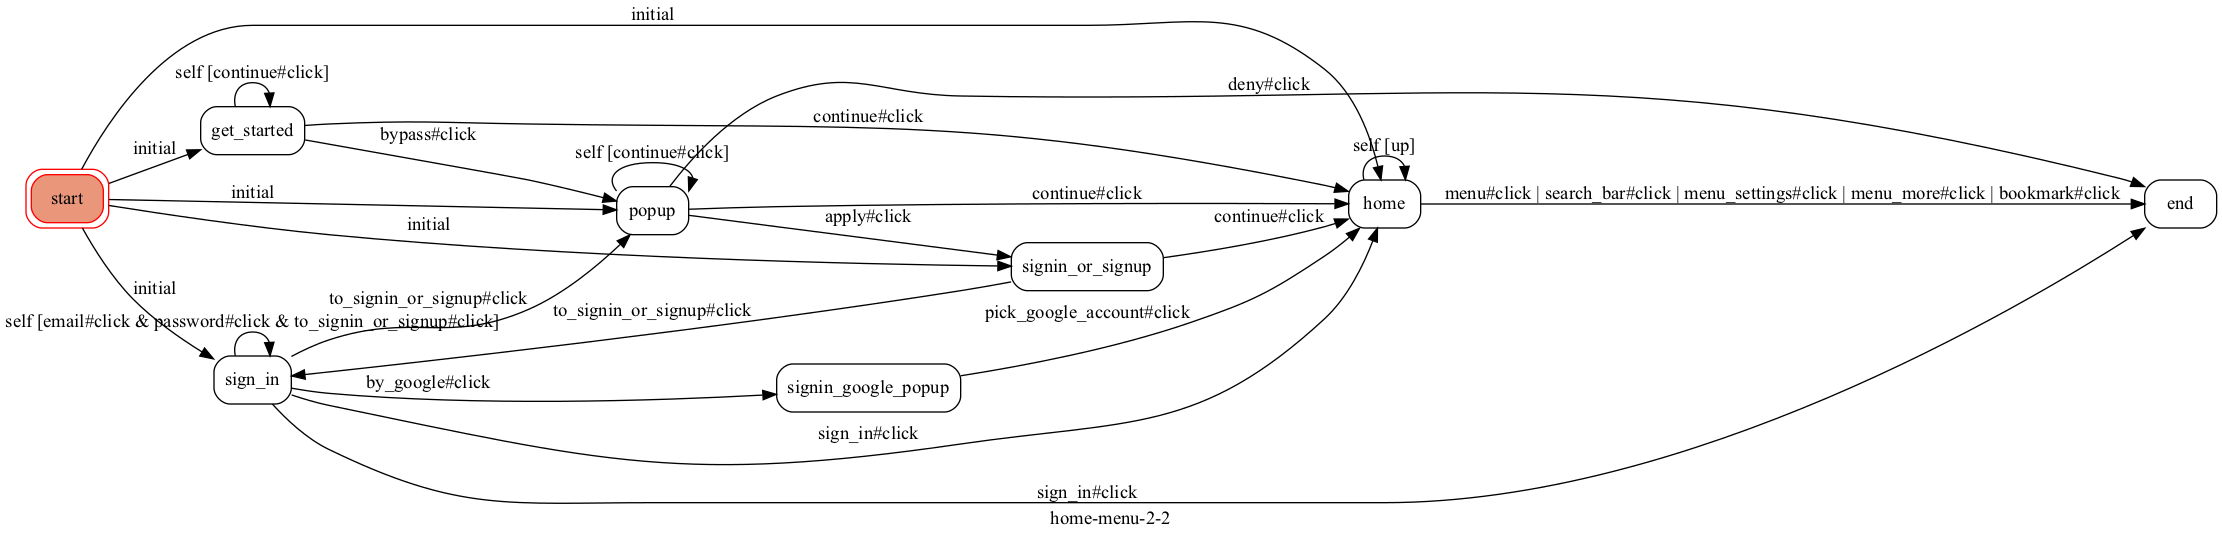 initial
self [continue#click]
deny#click
continue#click
get_started
bypass#click
initial
self [continue#click]
self [up]
start
initial
popup
continue#click
home
menu#click | search_bar#click | menu_settings#click | menu_more#click | bookmark#click
end
apply#click
continue#click
initial
signin_or_signup
initial
to_signin_or_signup#click
to_signin_or_signup#click
pick_google_account#click
self [email#click & password#click & to_signin_or_signup#click]
sign_in
by_google#click
signin_google_popup
sign_in#click
sign_in#click
home-menu-2-2